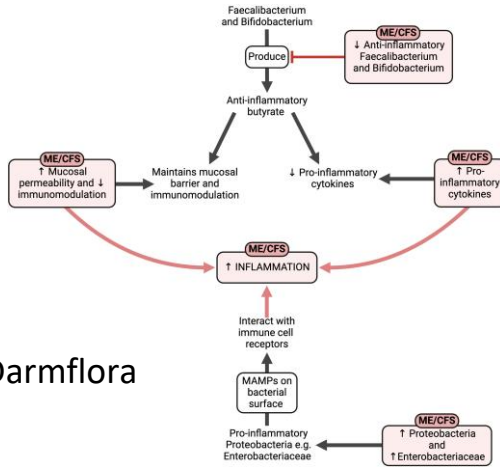 Faecalibacterium
and Bifidobacterium
Produce
ME/CFS
↓ Anti-inflammatory
Faecalibacterium
and Bifidobacterium
Anti-inflammatory
butyrate
ME/CFS
↑ Mucosal
permeability and ↓
immunomodulation
Maintains mucosal
barrier and
immunomodulation
↓ Pro-inflammatory
cytokines
ME/CFS
↑ Pro-
inflammatory
cytokines
ME/CFS
↑ INFLAMMATION
Interact with
immune cell
receptors
Darmflora
MAMPs on
bacterial
surface
Pro-inflammatory
Proteobacteria e.g.
Enterobacteriaceae
ME/CFS
↑ Proteobacteria
and
↑Enterobacteriaceae